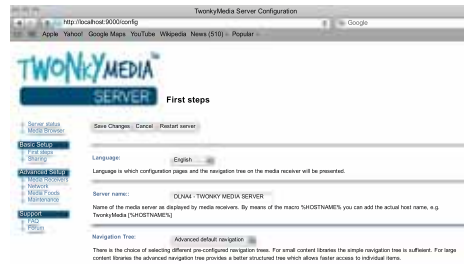 TwonkyMedia Server Configuration
http://localhost:9000/config
Google
Apple Yahoo! Google Maps YouTube Wikipedia News (510) Popular
TWONKYMEDIA
SERVER
First steps
Server status
Media Browser
Basic Setup
First steps
Sharing
Advanced Setup
Media Receivers
Network
Media Feeds
Maintenance
Support
FAQ
Forum
Save Changes Cancel Restart server
Language: English
Language in which configuration pages and the navigation tree on the media receiver will be presented.
Server name:: DLNA4 - TWONKY MEDIA SERVER
Name of the media server as displayed by media receivers. By means of the macro %HOSTNAME% you can add the actual host name, e.g.
TwonkyMedia [%HOSTNAME%]
Navigation Tree: Advanced default navigation
There is the choice of selecting different pre-configured navigation trees. For small content libraries the simple navigation tree is suffient. For large
content libraries the advanced navigation tree provides a better structured tree which allows faster access to individual items.